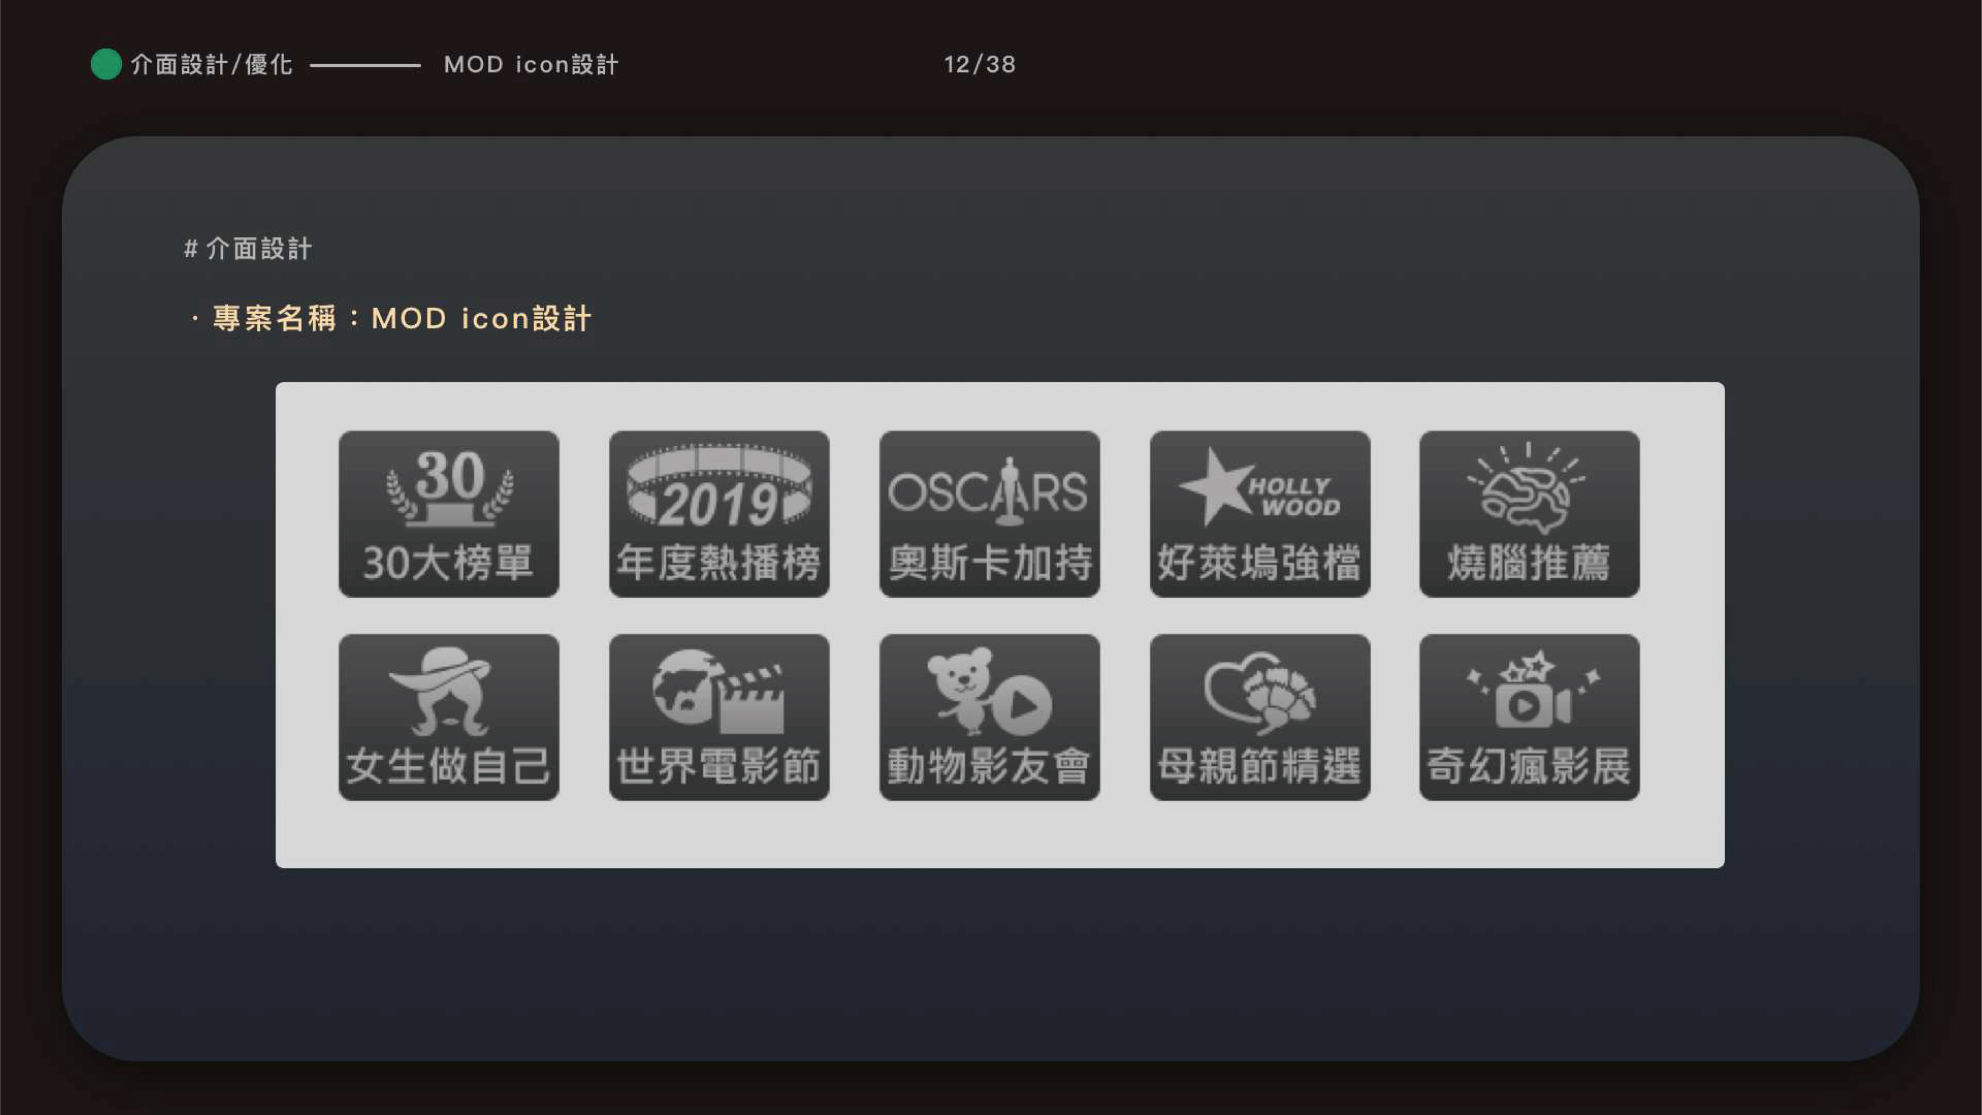 介面設計/優化 MOD icon設計 12/38
# 介面設計
· 專案名稱：MOD icon設計
30
30大榜單
2019
年度熱播榜
OSCARS
奧斯卡加持
HOLLY
WOOD
好萊塢強檔
燒腦推薦
女生做自己
世界電影節
動物影友會
母親節精選
奇幻瘋影展